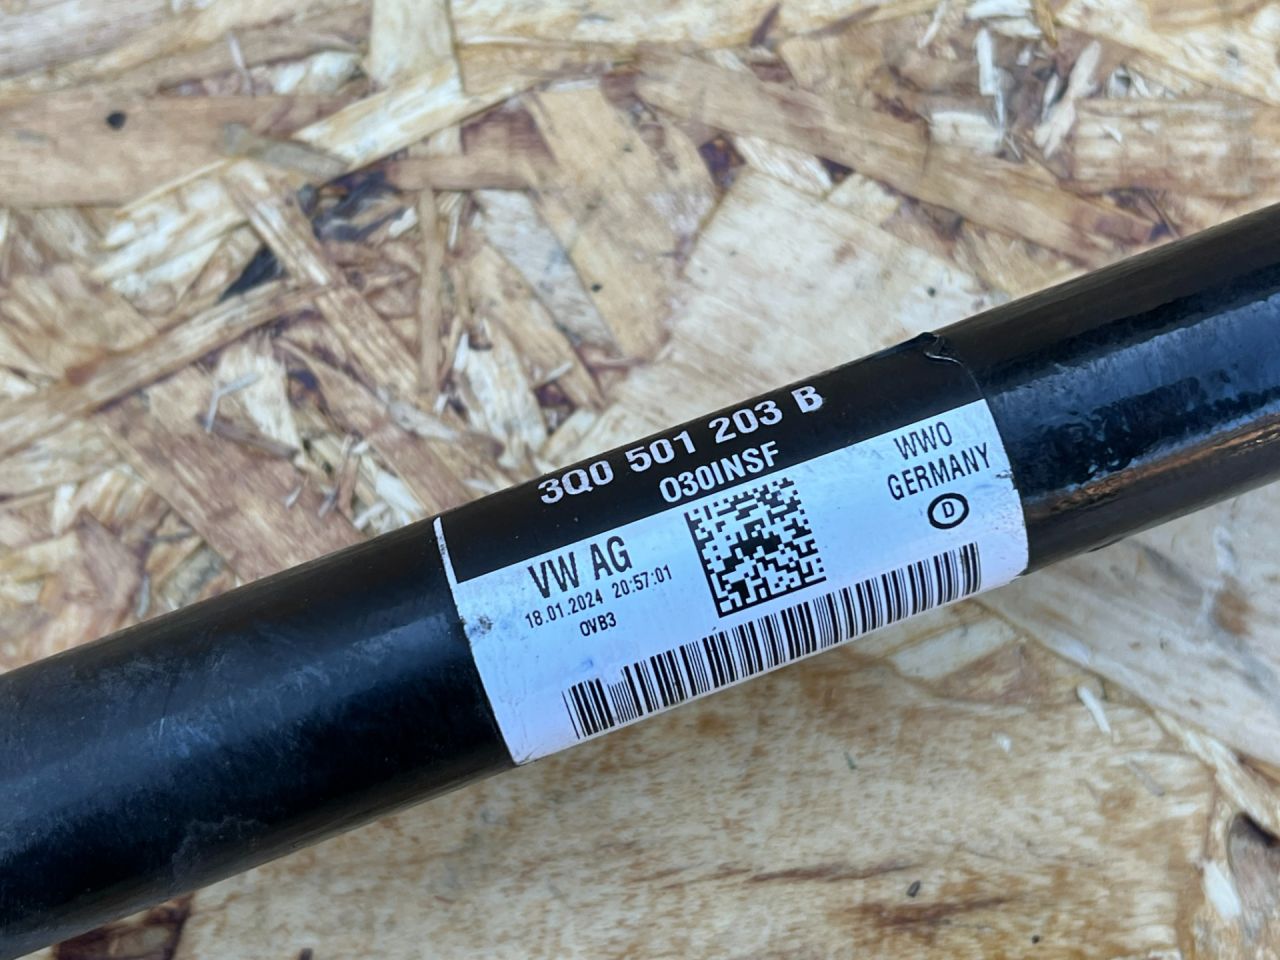 3Q0 501 203 B
030INSF
WWO
GERMANY
D
VW AG
18.01.2024 20:57:01
OVB3